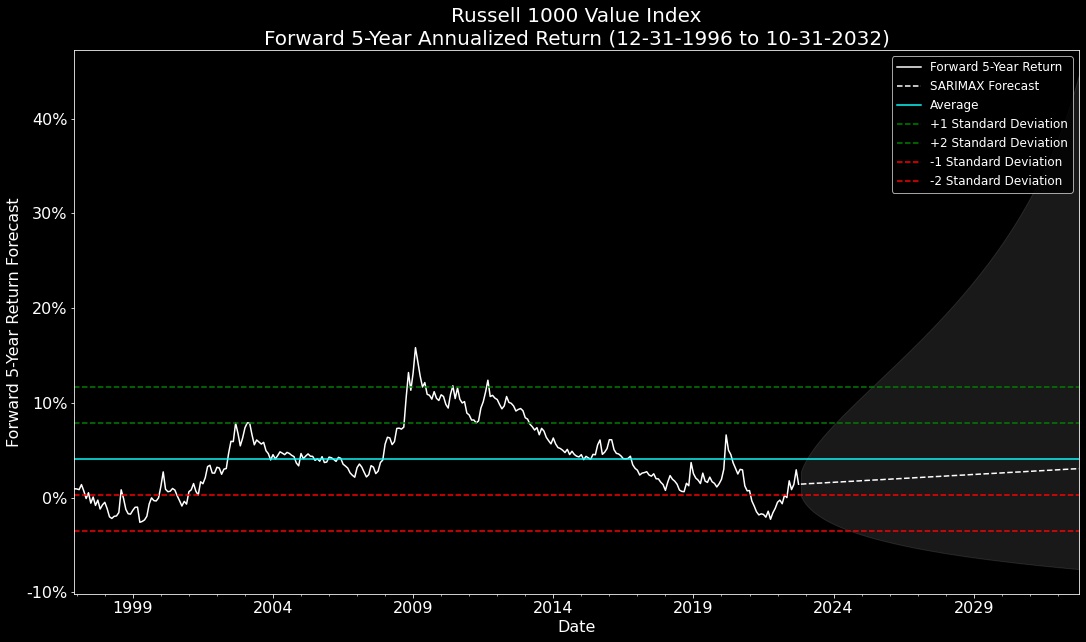 Russell 1000 Value Index
Forward 5-Year Annualized Return (12-31-1996 to 10-31-2032)
Forward 5-Year Return
SARIMAX Forecast
Average
+1 Standard Deviation
+2 Standard Deviation
-1 Standard Deviation
-2 Standard Deviation
Forward 5-Year Return Forecast
40%
30%
20%
10%
0%
-10%
1999 2004 2009 2014 2019 2024 2029
Date